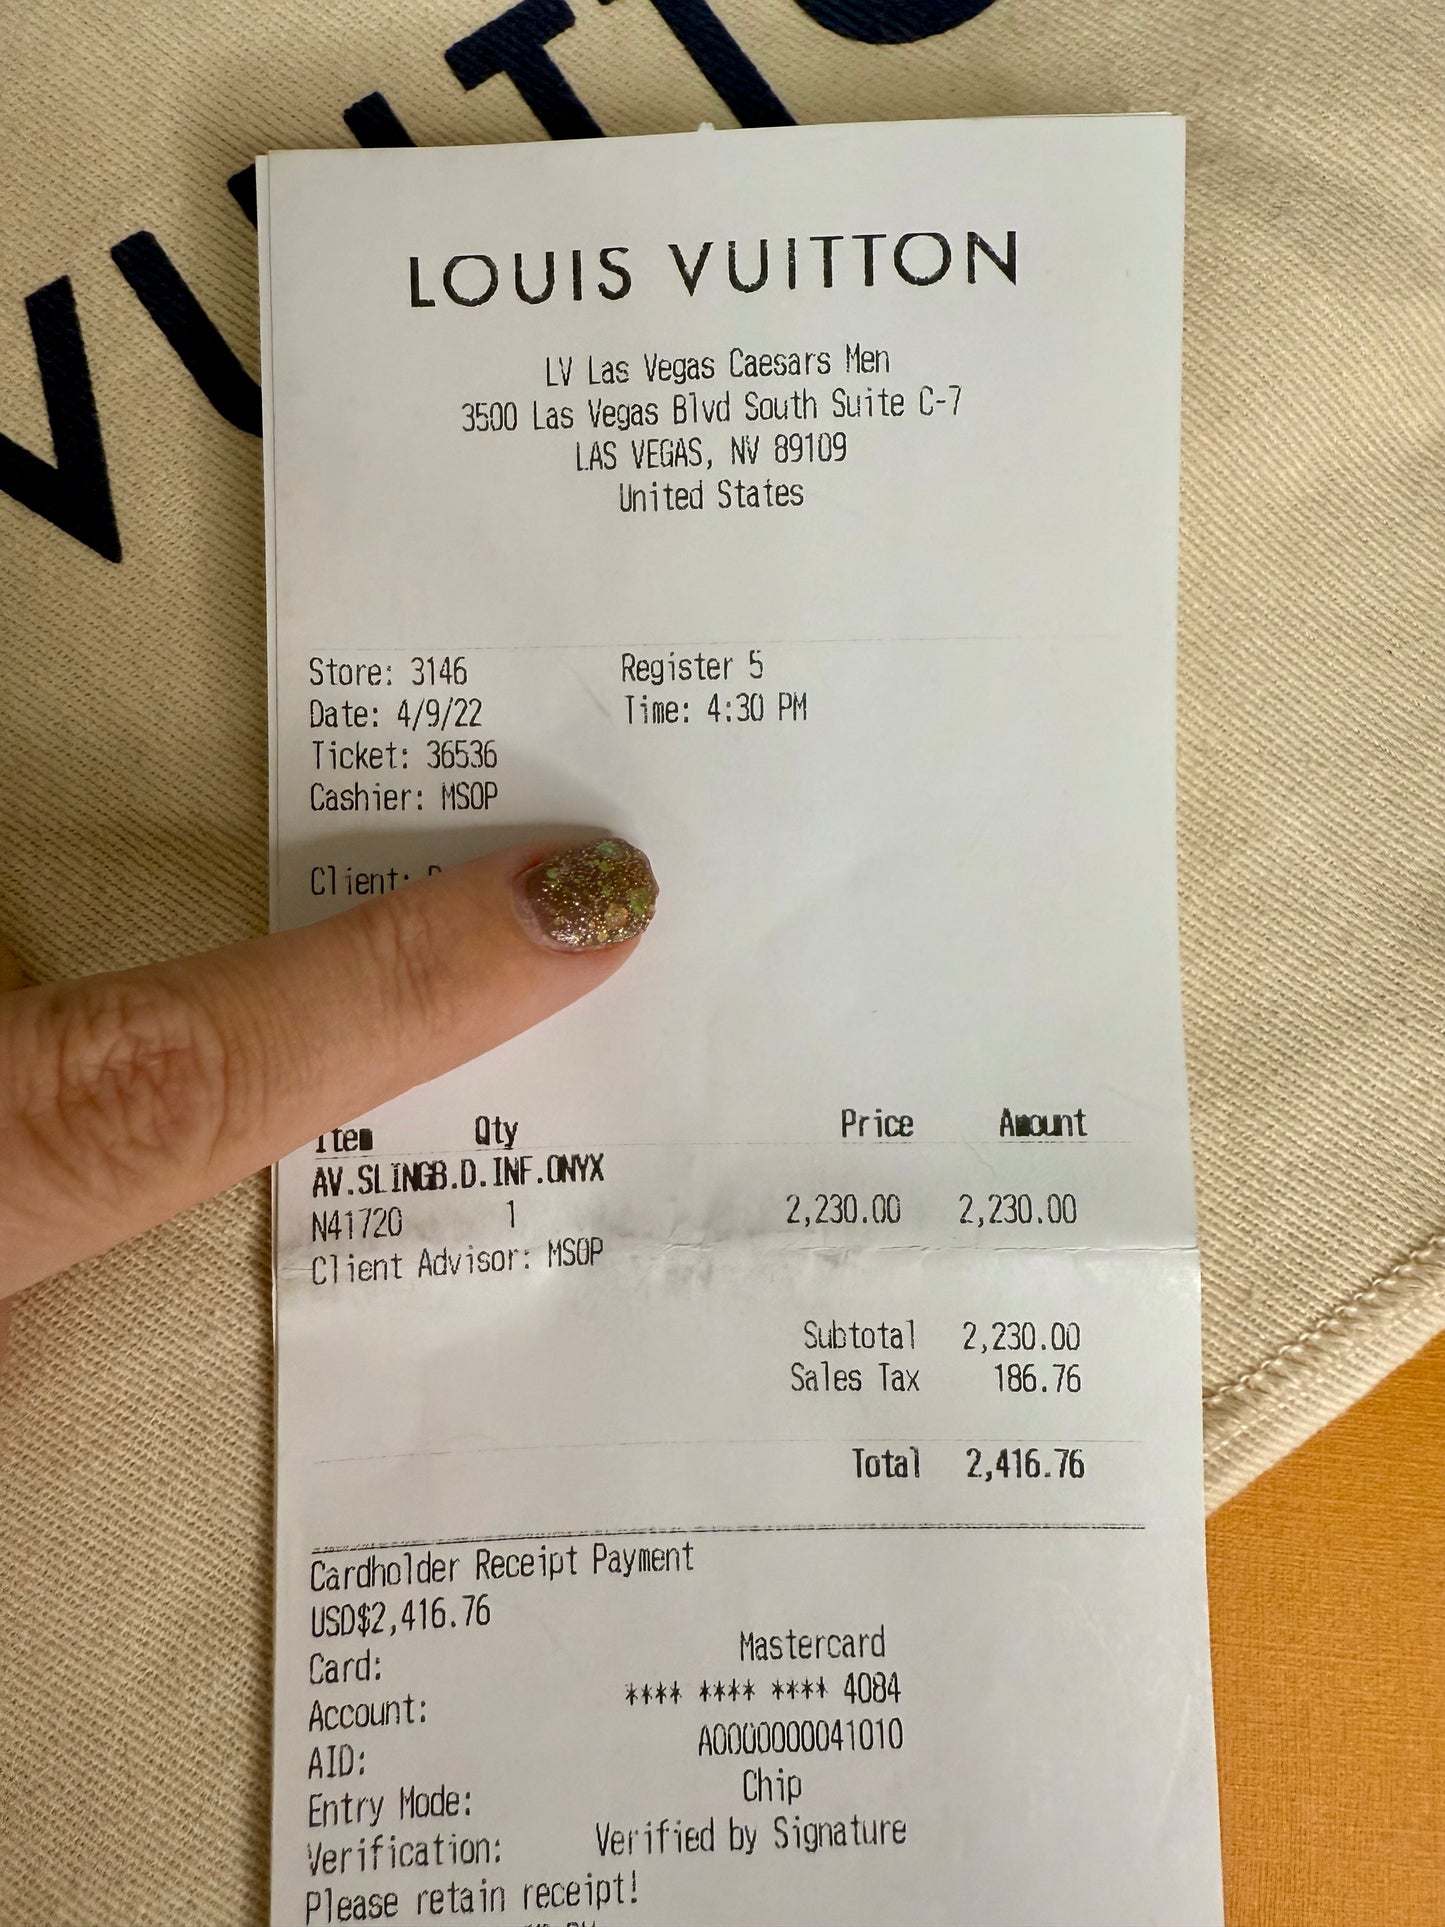 VUITTO
LOUIS VUITTON
LV Las Vegas Caesars Men
3500 Las Vegas Blvd South Suite C-7
LAS VEGAS, NV 89109
United States
Store: 3146 Register 5
Date: 4/9/22 Time: 4:30 PM
Ticket: 36536
Cashier: MSOP
Client:
Item Qty Price Amount
AV.SLINGB.D.INF.ONYX
N41720 1 2,230.00 2,230.00
Client Advisor: MSOP
Subtotal 2,230.00
Sales Tax 186.76
Total 2,416.76
Cardholder Receipt Payment
USD$2,416.76
Card: Mastercard
Account: **** **** **** 4084
AID: A0000000041010
Entry Mode: Chip
Verification: Verified by Signature
Please retain receipt!